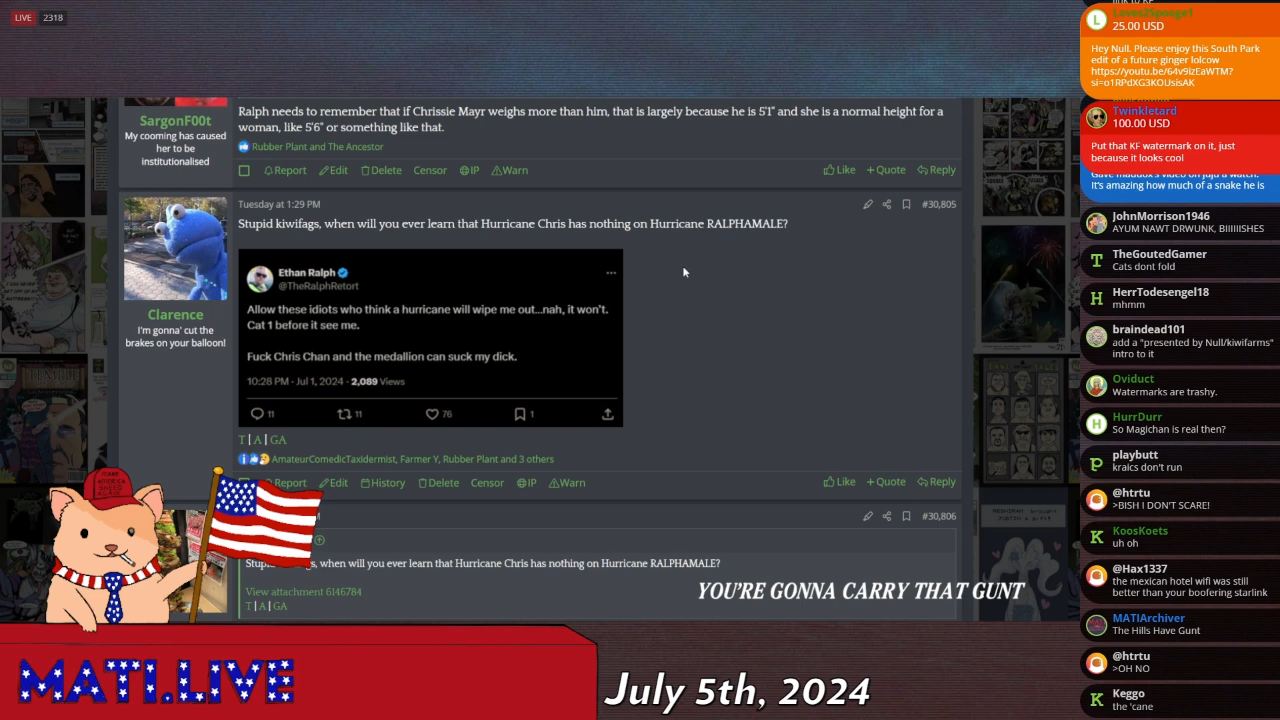 LIVE 2318
SargonF00t
My cooming has caused
her to be
institutionalised
Ralph needs to remember that if Chrissie Mayr weighs more than him, that is largely because he is 5'1" and she is a normal height for a
woman, like 5'6" or something like that.
Rubber Plant and The Ancestor
Report Edit Delete Censor IP Warn
Like +Quote Reply
Clarence
I'm gonna' cut the
brakes on your balloon!
Tuesday at 1:29 PM
#30,805
Stupid kiwifags, when will you ever learn that Hurricane Chris has nothing on Hurricane RALPHAMALE?
Ethan Ralph
@TheRalphRetort
Allow these idiots who think a hurricane will wipe me out...nah, it won't.
Cat 1 before it see me.
Fuck Chris Chan and the medallion can suck my dick.
10:28 PM · Jul 1, 2024 · 2,089 Views
11 11 76 1
T | A | GA
AmateurComedicTaxidermist, Farmer Y, Rubber Plant and 3 others
Report Edit History Delete Censor IP Warn
Like +Quote Reply
#30,806
when will you ever learn that Hurricane Chris has nothing on Hurricane RALPHAMALE?
View attachment 6146784
T | A | GA
YOU'RE GONNA CARRY THAT GUNT
MATI.LIVE
July 5th, 2024
25.00 USD
Hey Null. Please enjoy this South Park
edit of a future ginger lolcow
https://youtu.be/64v9izEaWTM?
si=o1RPdXG3KOUsisAK
Twinkletard
100.00 USD
Put that KF watermark on it, just
because it looks cool
It's amazing how much of a snake he is
JohnMorrison1946
AYUM NAWT DRWUNK, BIIIIISHES
TheGoutedGamer
Cats dont fold
HerrTodesengel18
mhmm
braindead101
add a "presented by Null/kiwifarms"
intro to it
Oviduct
Watermarks are trashy.
HurrDurr
So Magichan is real then?
playbutt
kraics don't run
@htrtu
>BISH I DON'T SCARE!
KoosKoets
uh oh
@Hax1337
the mexican hotel wifi was still
better than your boofering starlink
MATIArchiver
The Hills Have Gunt
@htrtu
>OH NO
Keggo
the 'cane